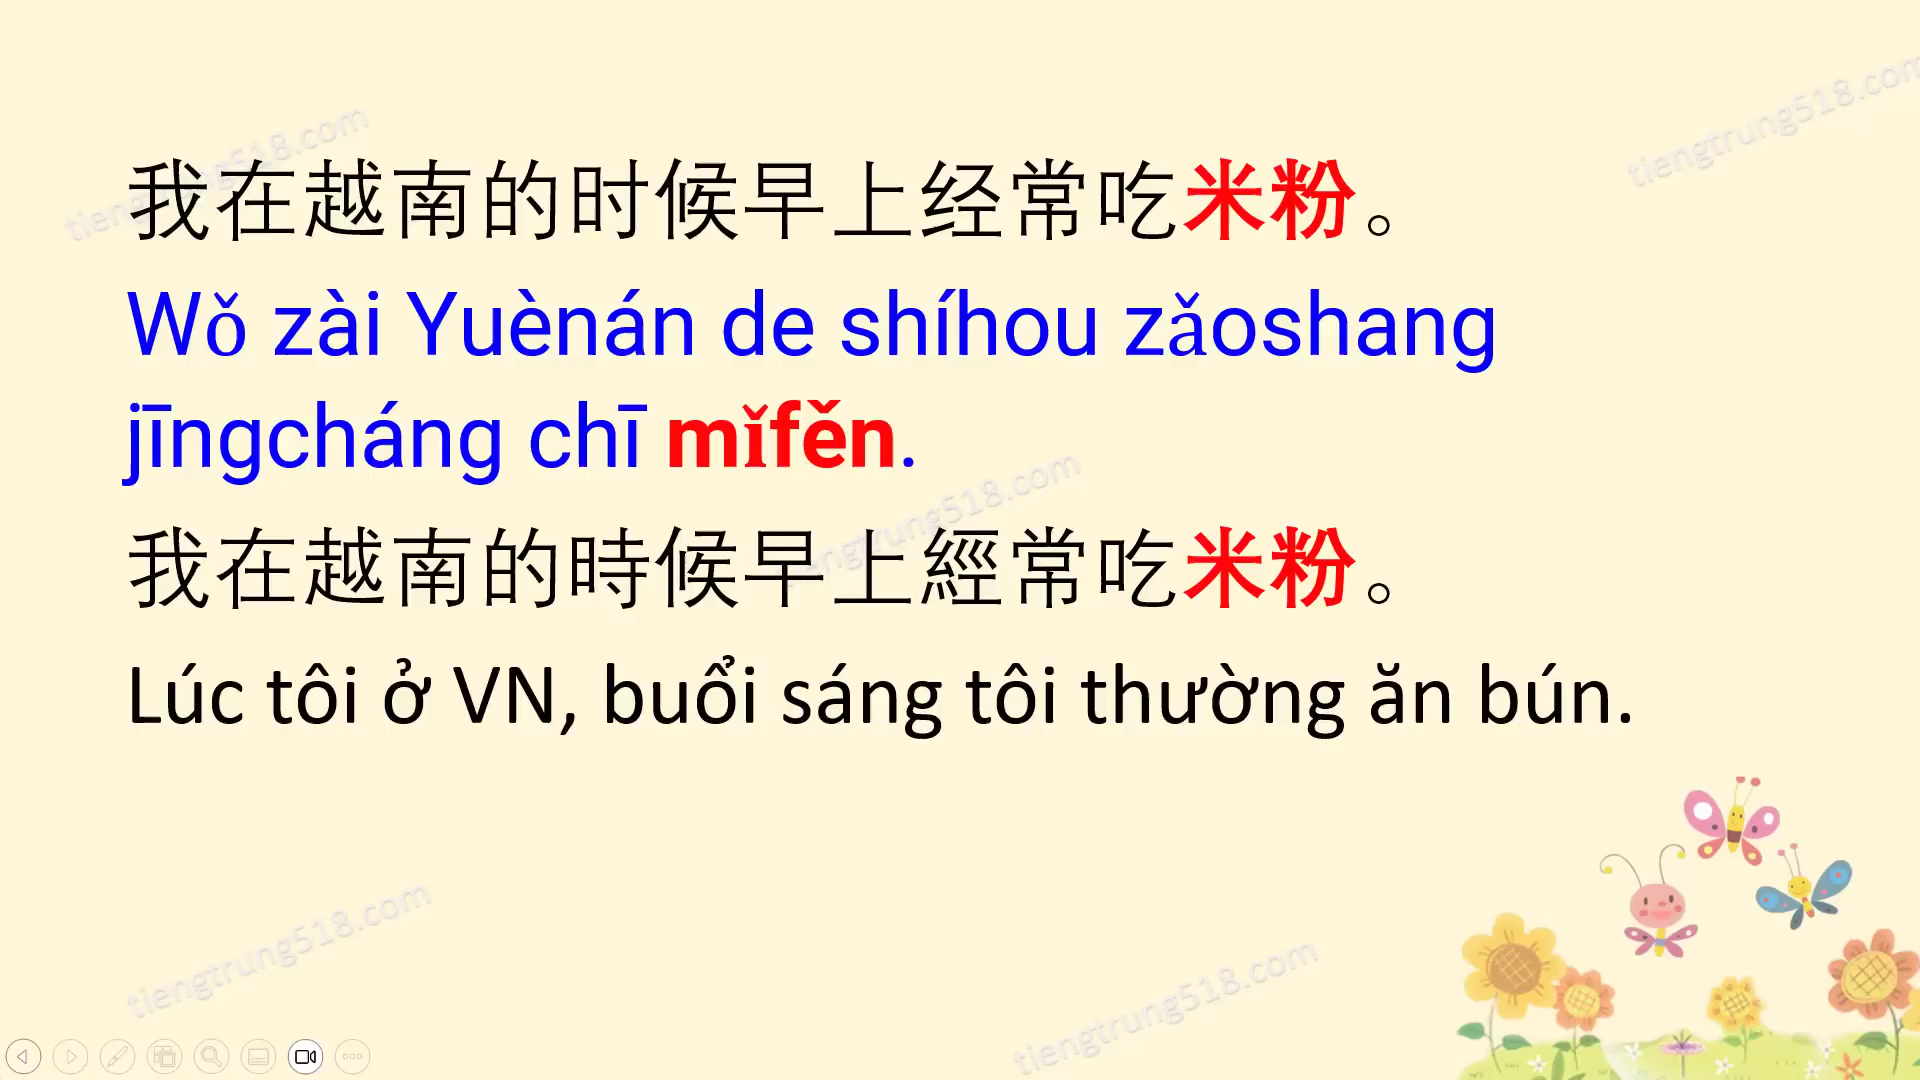 tiengtrung518.com
tiengtrung518.com
我在越南的时候早上经常吃米粉。
Wǒ zài Yuènán de shíhou zǎoshang
jīngcháng chī mǐfěn.
tiengtrung518.com
我在越南的時候早上經常吃米粉。
Lúc tôi ở VN, buổi sáng tôi thường ăn bún.
tiengtrung518.com
tiengtrung518.com